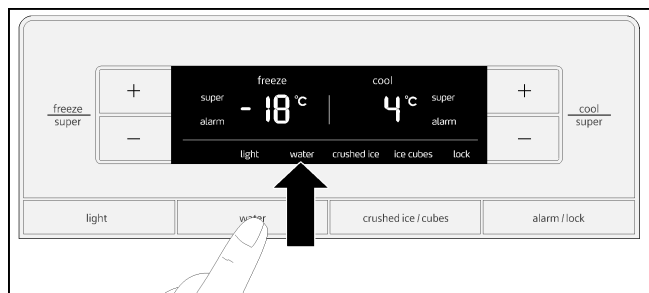 freeze
super
+
–
freeze cool
super - 18 °C 4 °C super
alarm alarm
light water crushed ice ice cubes lock
+
–
cool
super
light water crushed ice / cubes alarm / lock